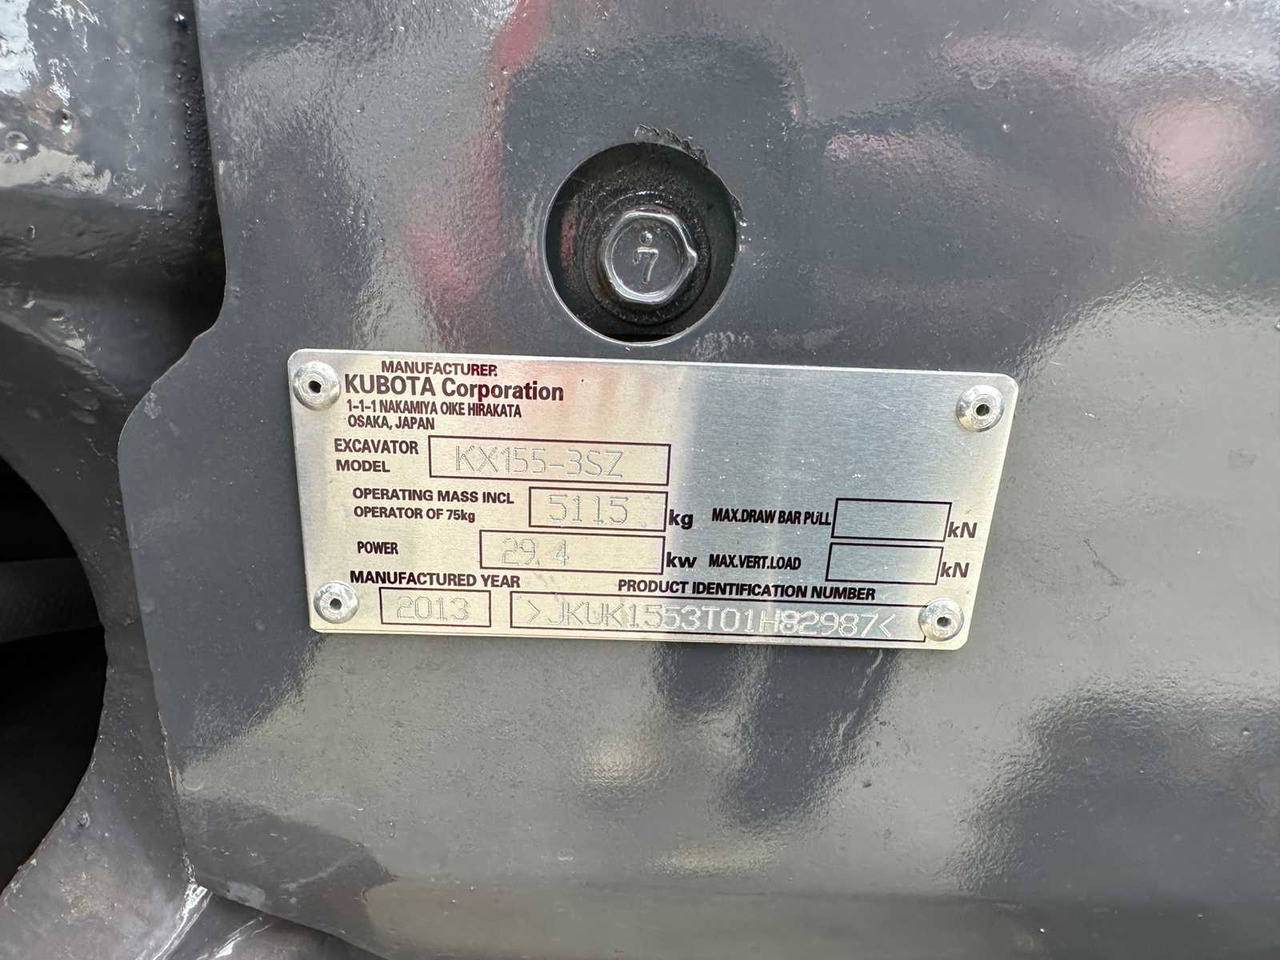 7
MANUFACTURER.
KUBOTA Corporation
1-1-1 NAKAMIYA OIKE HIRAKATA
OSAKA, JAPAN
EXCAVATOR MODEL KX155-3SZ
OPERATING MASS INCL OPERATOR OF 75kg 5115 kg
MAX.DRAW BAR PULL kN
POWER 29.4 kw
MAX.VERT.LOAD kN
MANUFACTURED YEAR
PRODUCT IDENTIFICATION NUMBER
2013
>JKUK1553T01H82987<